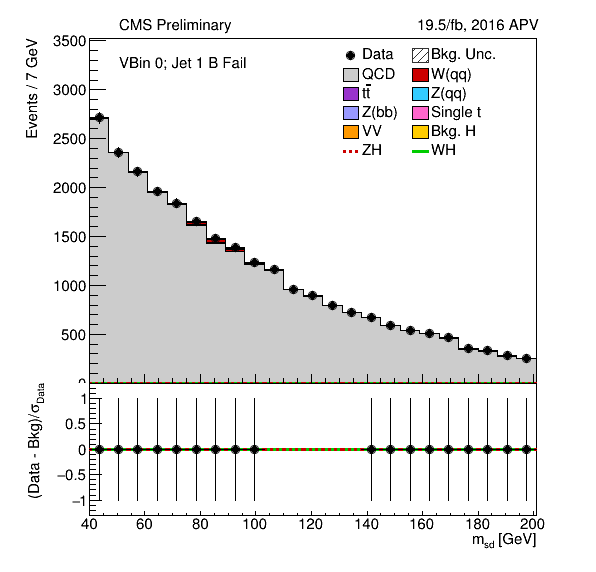 CMS Preliminary
19.5/fb, 2016 APV
Events / 7 GeV
VBin 0; Jet 1 B Fail
Data
Bkg. Unc.
QCD
W(qq)
tt̄
Z(qq)
Z(bb)
Single t
VV
Bkg. H
ZH
WH
3500
3000
2500
2000
1500
1000
500
0
(Data - Bkg)/σData
1
0.5
0
−0.5
−1
40 60 80 100 120 140 160 180 200
msd [GeV]